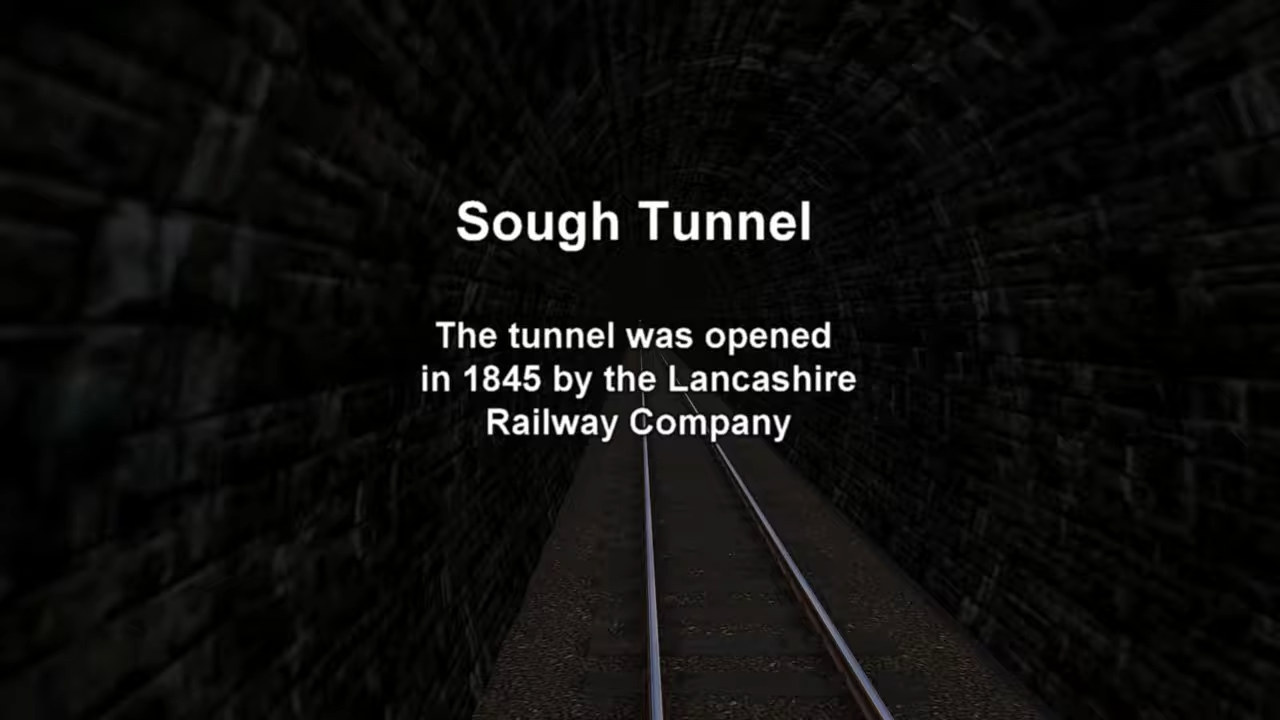 Sough Tunnel
The tunnel was opened
in 1845 by the Lancashire
Railway Company